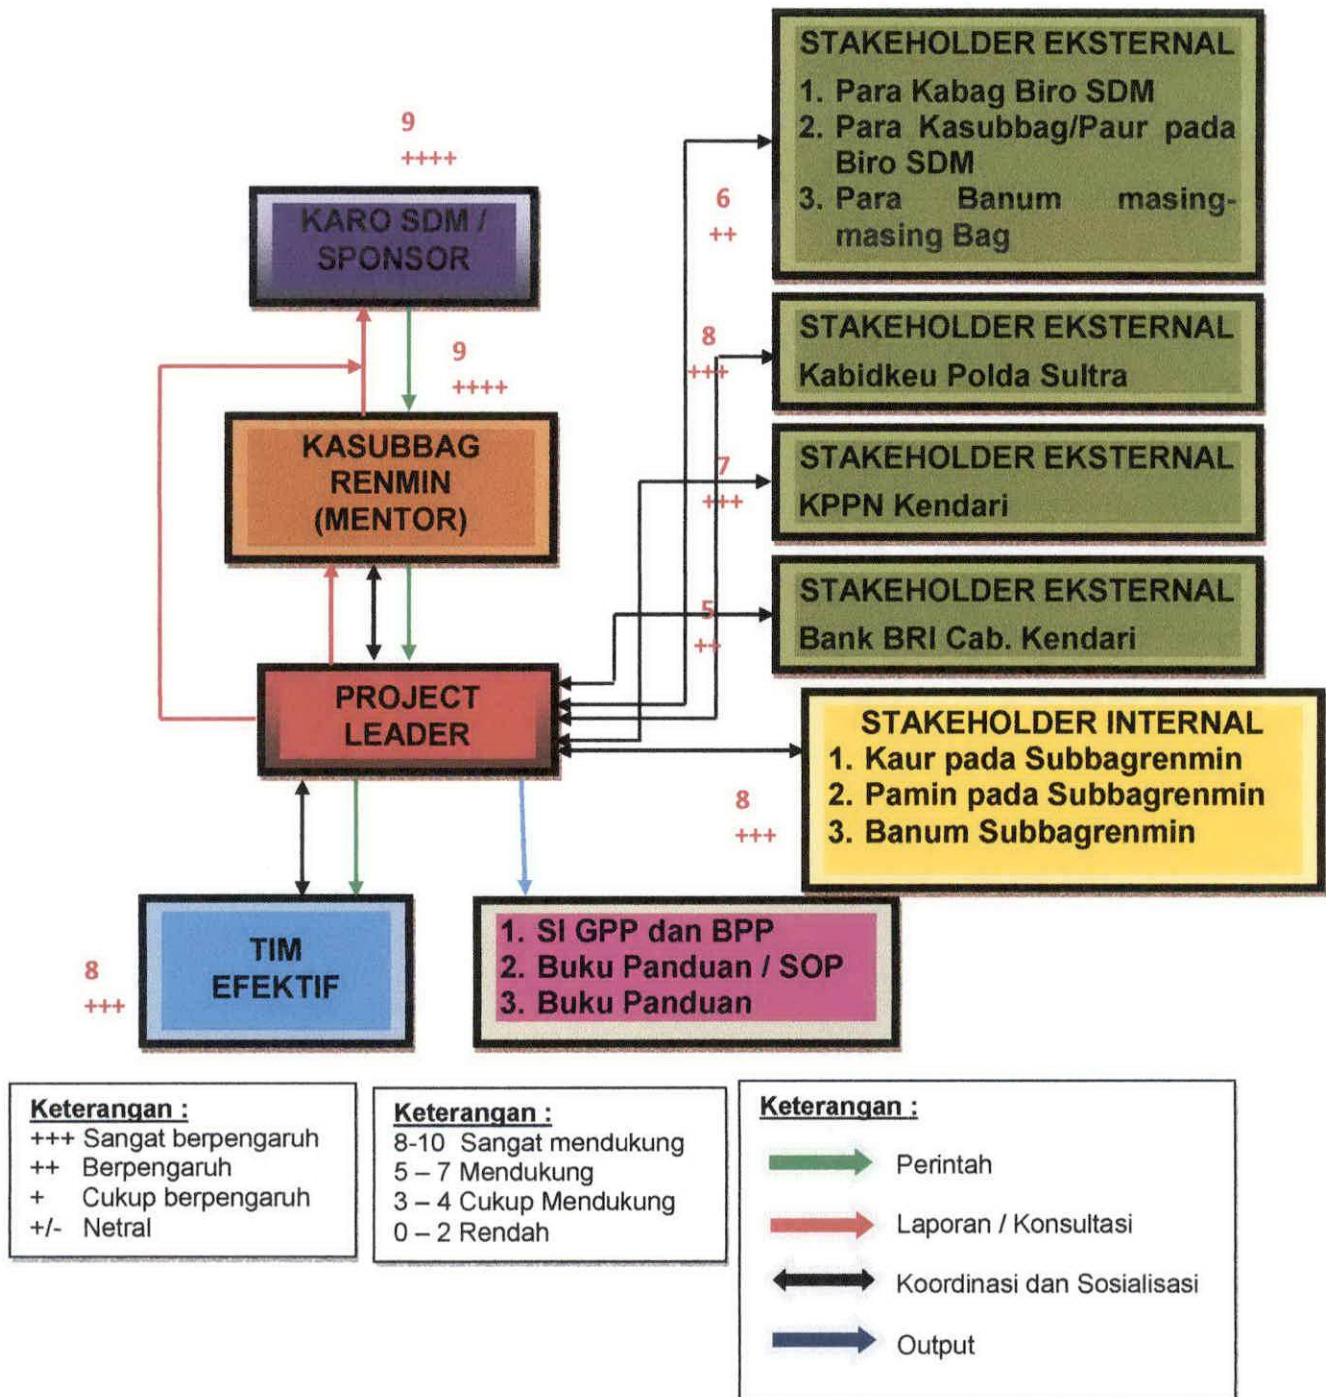 9
++++
KARO SDM /
SPONSOR
9
++++
KASUBBAG
RENMIN
(MENTOR)
PROJECT
LEADER
8
+++
TIM
EFEKTIF
STAKEHOLDER EKSTERNAL
1. Para Kabag Biro SDM
2. Para Kasubbag/Paur pada
Biro SDM
3. Para Banum masing-
masing Bag
6
++
STAKEHOLDER EKSTERNAL
Kabidkeu Polda Sultra
8
+++
STAKEHOLDER EKSTERNAL
KPPN Kendari
7
+++
STAKEHOLDER EKSTERNAL
Bank BRI Cab. Kendari
5
++
STAKEHOLDER INTERNAL
1. Kaur pada Subbagrenmin
2. Pamin pada Subbagrenmin
3. Banum Subbagrenmin
8
+++
1. SI GPP dan BPP
2. Buku Panduan / SOP
3. Buku Panduan
Keterangan :
+++ Sangat berpengaruh
++ Berpengaruh
+ Cukup berpengaruh
+/- Netral
Keterangan :
8-10 Sangat mendukung
5 – 7 Mendukung
3 – 4 Cukup Mendukung
0 – 2 Rendah
Keterangan :
Perintah
Laporan / Konsultasi
Koordinasi dan Sosialisasi
Output